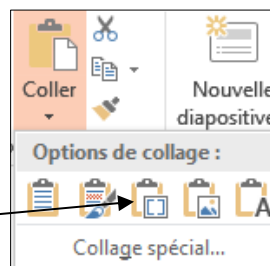 Coller
Nouvelle
diapositive
Options de collage :
A
Collage spécial...